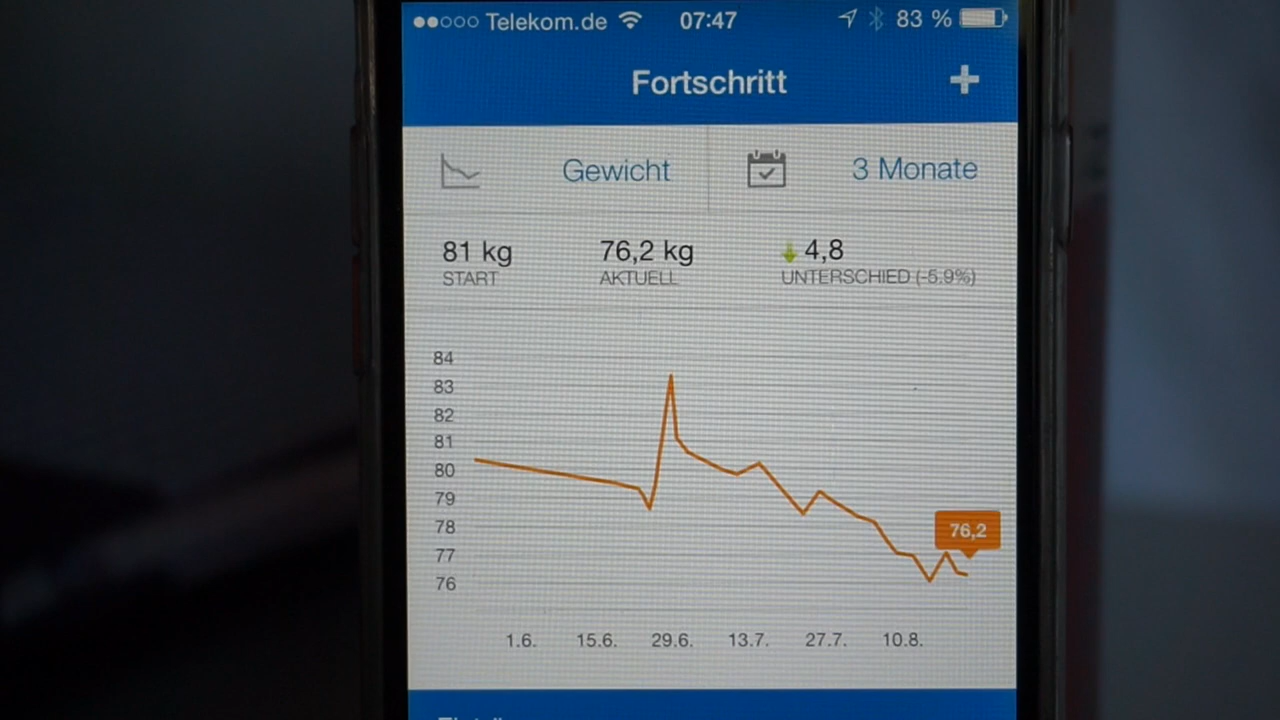 Telekom.de 07:47 83 %
Fortschritt +
Gewicht 3 Monate
81 kg 76,2 kg 4,8
START AKTUELL UNTERSCHIED (-5.9%)
84
83
82
81
80
79
78
76,2
77
76
1.6. 15.6. 29.6. 13.7. 27.7. 10.8.